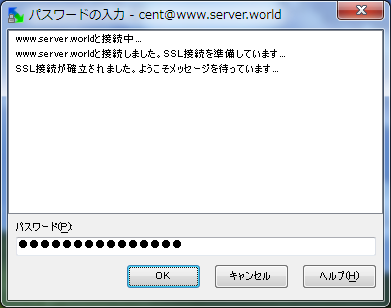 パスワードの入力 - cent@www.server.world
www.server.worldと接続中...
www.server.worldと接続しました。SSL接続を準備しています...
SSL接続が確立されました。ようこそメッセージを待っています...
パスワード(P):
●●●●●●●●●●●●●●●
OK キャンセル ヘルプ(H)